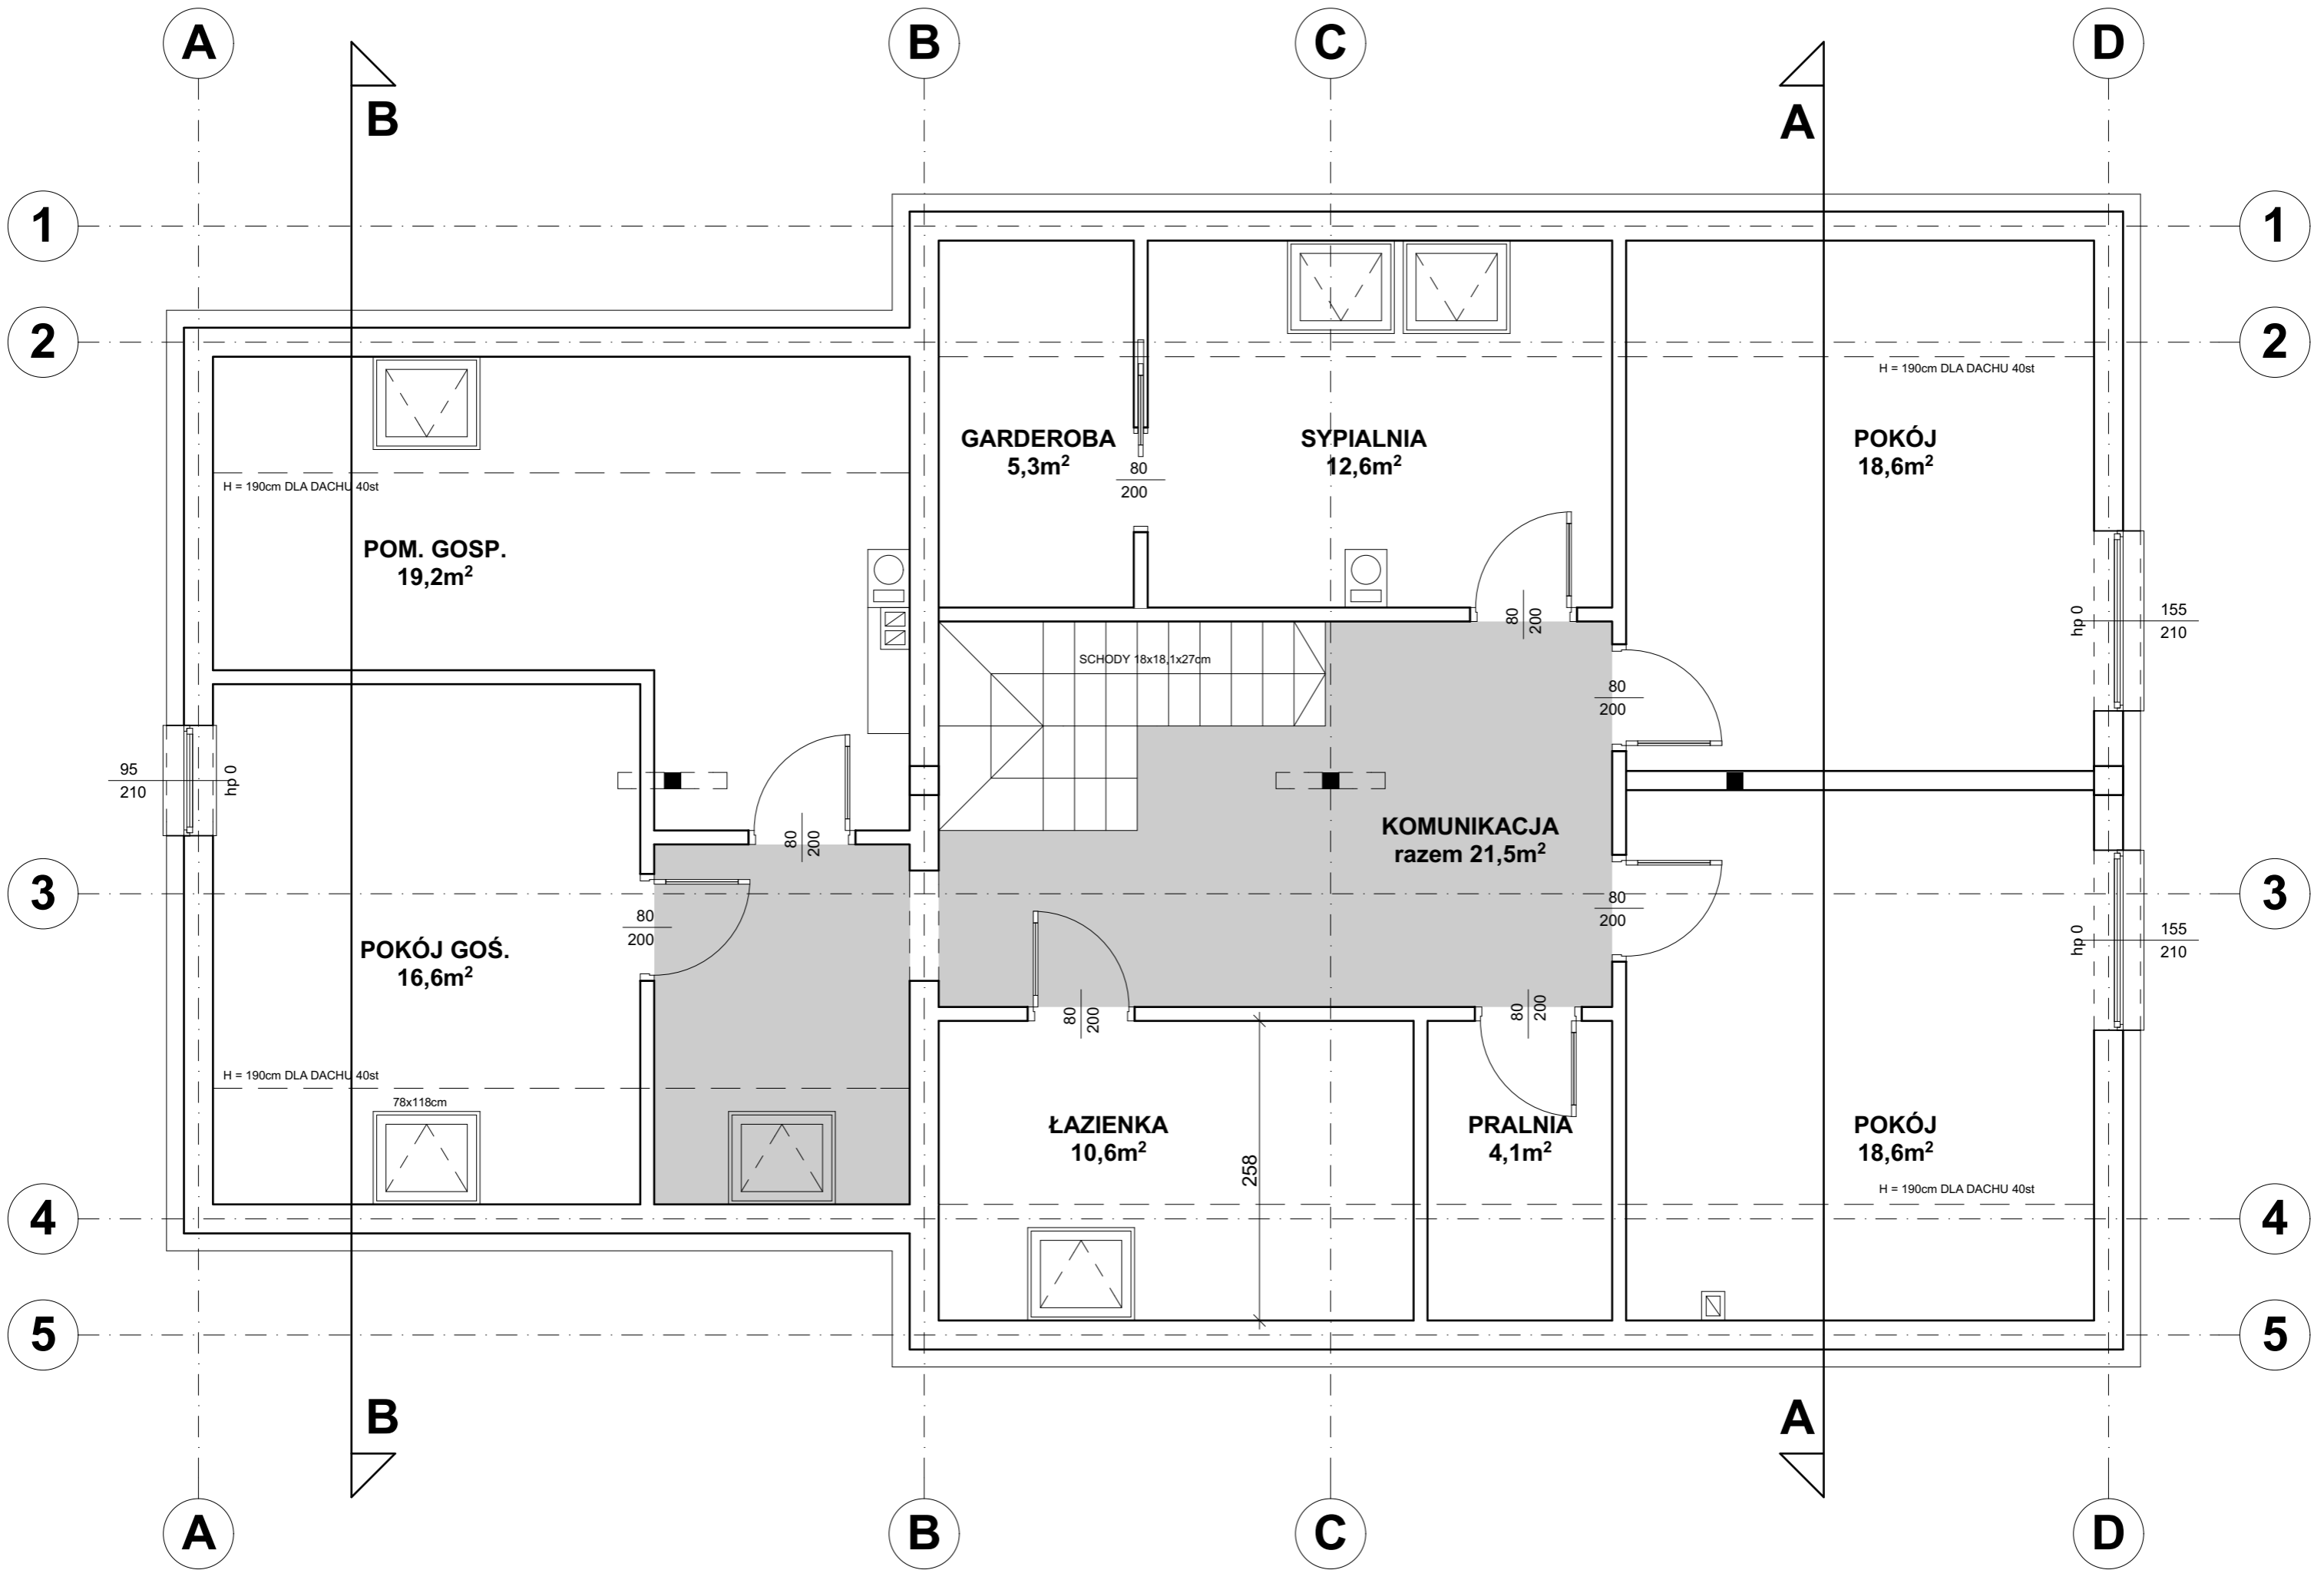 A
B
C
D
B
A
1
1
2
2
H = 190cm DLA DACHU 40st
GARDEROBA
5,3m²
SYPIALNIA
12,6m²
POKÓJ
18,6m²
80
200
H = 190cm DLA DACHU 40st
POM. GOSP.
19,2m²
80
200
hp 0
155
210
SCHODY 18x18,1x27cm
80
200
95
210
hp 0
80
200
KOMUNIKACJA
razem 21,5m²
3
3
80
200
80
200
POKÓJ GOŚ.
16,6m²
hp 0
155
210
80
200
80
200
H = 190cm DLA DACHU 40st
78x118cm
ŁAZIENKA
10,6m²
258
PRALNIA
4,1m²
POKÓJ
18,6m²
H = 190cm DLA DACHU 40st
4
4
5
5
B
A
A
B
C
D